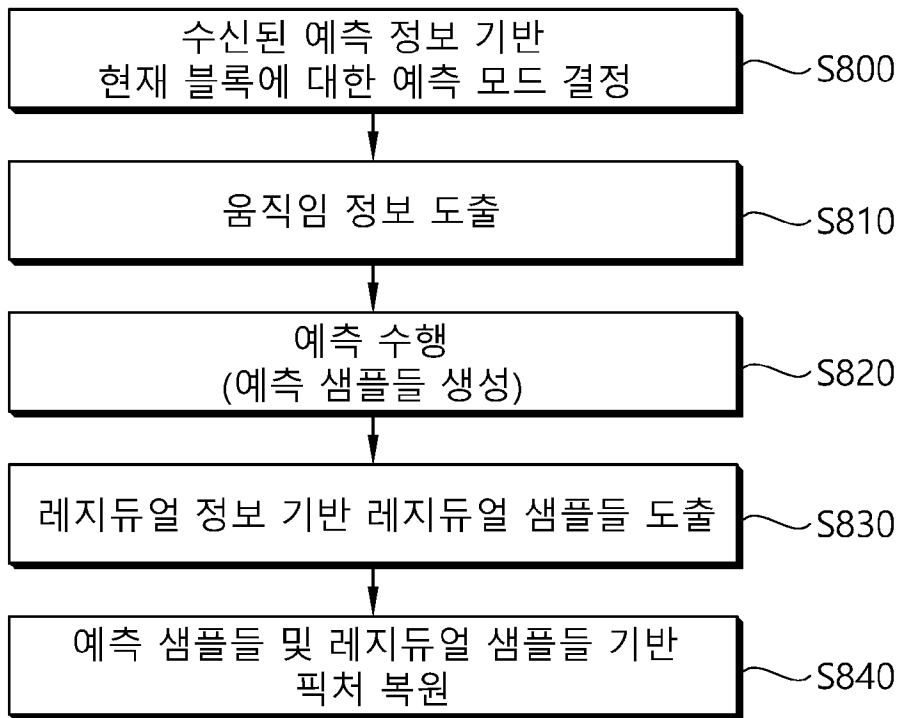 수신된 예측 정보 기반
현재 블록에 대한 예측 모드 결정
S800
움직임 정보 도출
S810
예측 수행
(예측 샘플들 생성)
S820
레지듀얼 정보 기반 레지듀얼 샘플들 도출
S830
예측 샘플들 및 레지듀얼 샘플들 기반
픽처 복원
S840